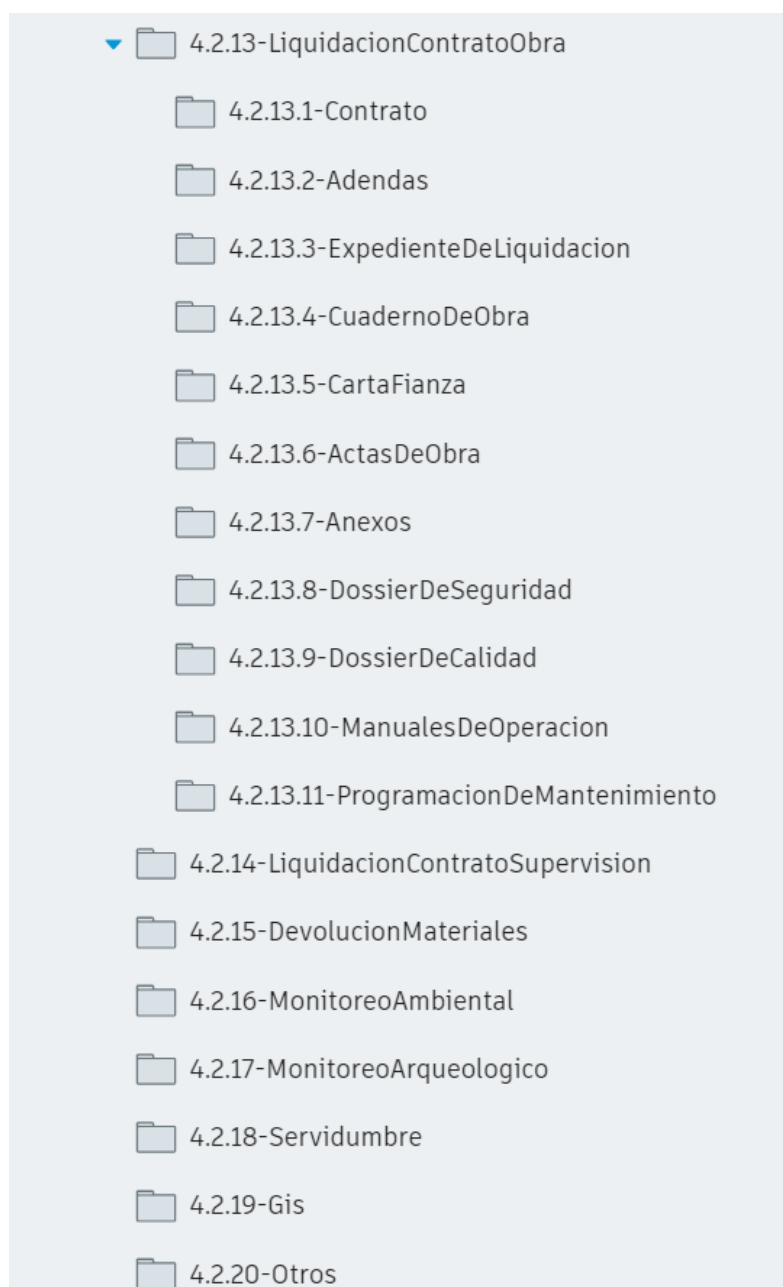 4.2.13-LiquidacionContratoObra
4.2.13.1-Contrato
4.2.13.2-Adendas
4.2.13.3-ExpedienteDeLiquidacion
4.2.13.4-CuadernoDeObra
4.2.13.5-CartaFianza
4.2.13.6-ActasDeObra
4.2.13.7-Anexos
4.2.13.8-DossierDeSeguridad
4.2.13.9-DossierDeCalidad
4.2.13.10-ManualesDeOperacion
4.2.13.11-ProgramacionDeMantenimiento
4.2.14-LiquidacionContratoSupervision
4.2.15-DevolucionMateriales
4.2.16-MonitoreoAmbiental
4.2.17-MonitoreoArqueologico
4.2.18-Servidumbre
4.2.19-Gis
4.2.20-Otros